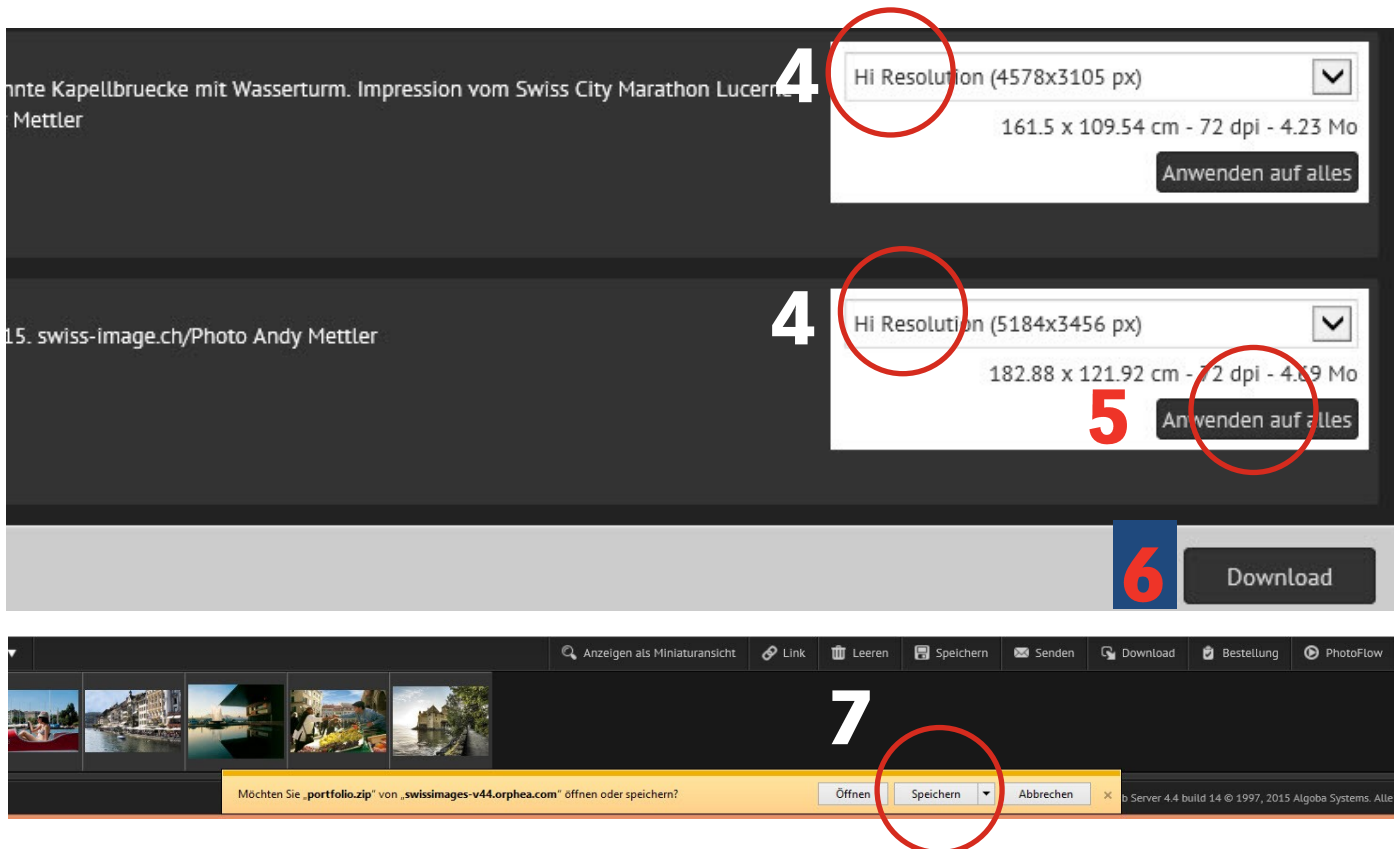 4
Hi Resolution (4578x3105 px)
nnte Kapellbruecke mit Wasserturm. Impression vom Swiss City Marathon Lucerne
Mettler
161.5 x 109.54 cm - 72 dpi - 4.23 Mo
Anwenden auf alles
4
Hi Resolution (5184x3456 px)
15. swiss-image.ch/Photo Andy Mettler
182.88 x 121.92 cm - 72 dpi - 4.69 Mo
5
Anwenden auf alles
6
Download
Anzeigen als Miniaturansicht Link Leeren Speichern Senden Download Bestellung PhotoFlow
7
Möchten Sie „portfolio.zip“ von „swissimages-v44.orphea.com“ öffnen oder speichern? Öffnen Speichern Abbrechen ×
b Server 4.4 build 14 © 1997, 2015 Algoba Systems. Alle